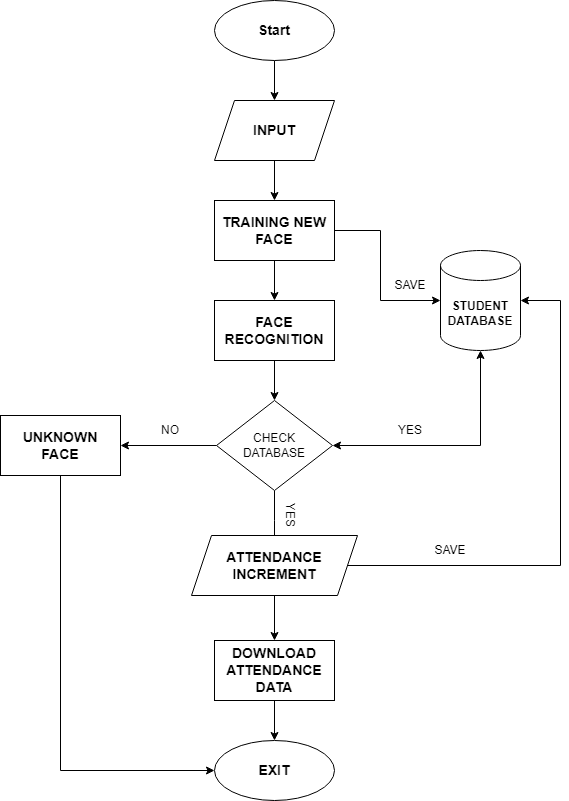 Start
INPUT
TRAINING NEW
FACE
SAVE
STUDENT
DATABASE
FACE
RECOGNITION
NO
CHECK
DATABASE
YES
UNKNOWN
FACE
YES
ATTENDANCE
INCREMENT
SAVE
DOWNLOAD
ATTENDANCE
DATA
EXIT